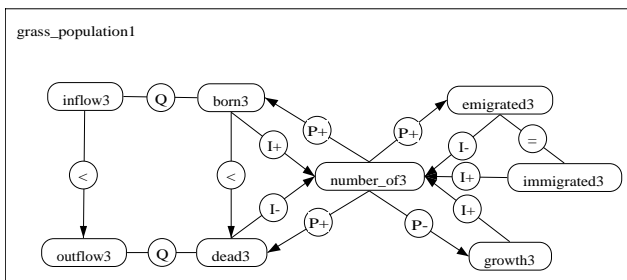 grass_population1
inflow3 Q born3 emigrated3
P+ P+
I+ I- =
< < number_of3 I+ immigrated3
I- I+
P+ P-
outflow3 Q dead3 growth3